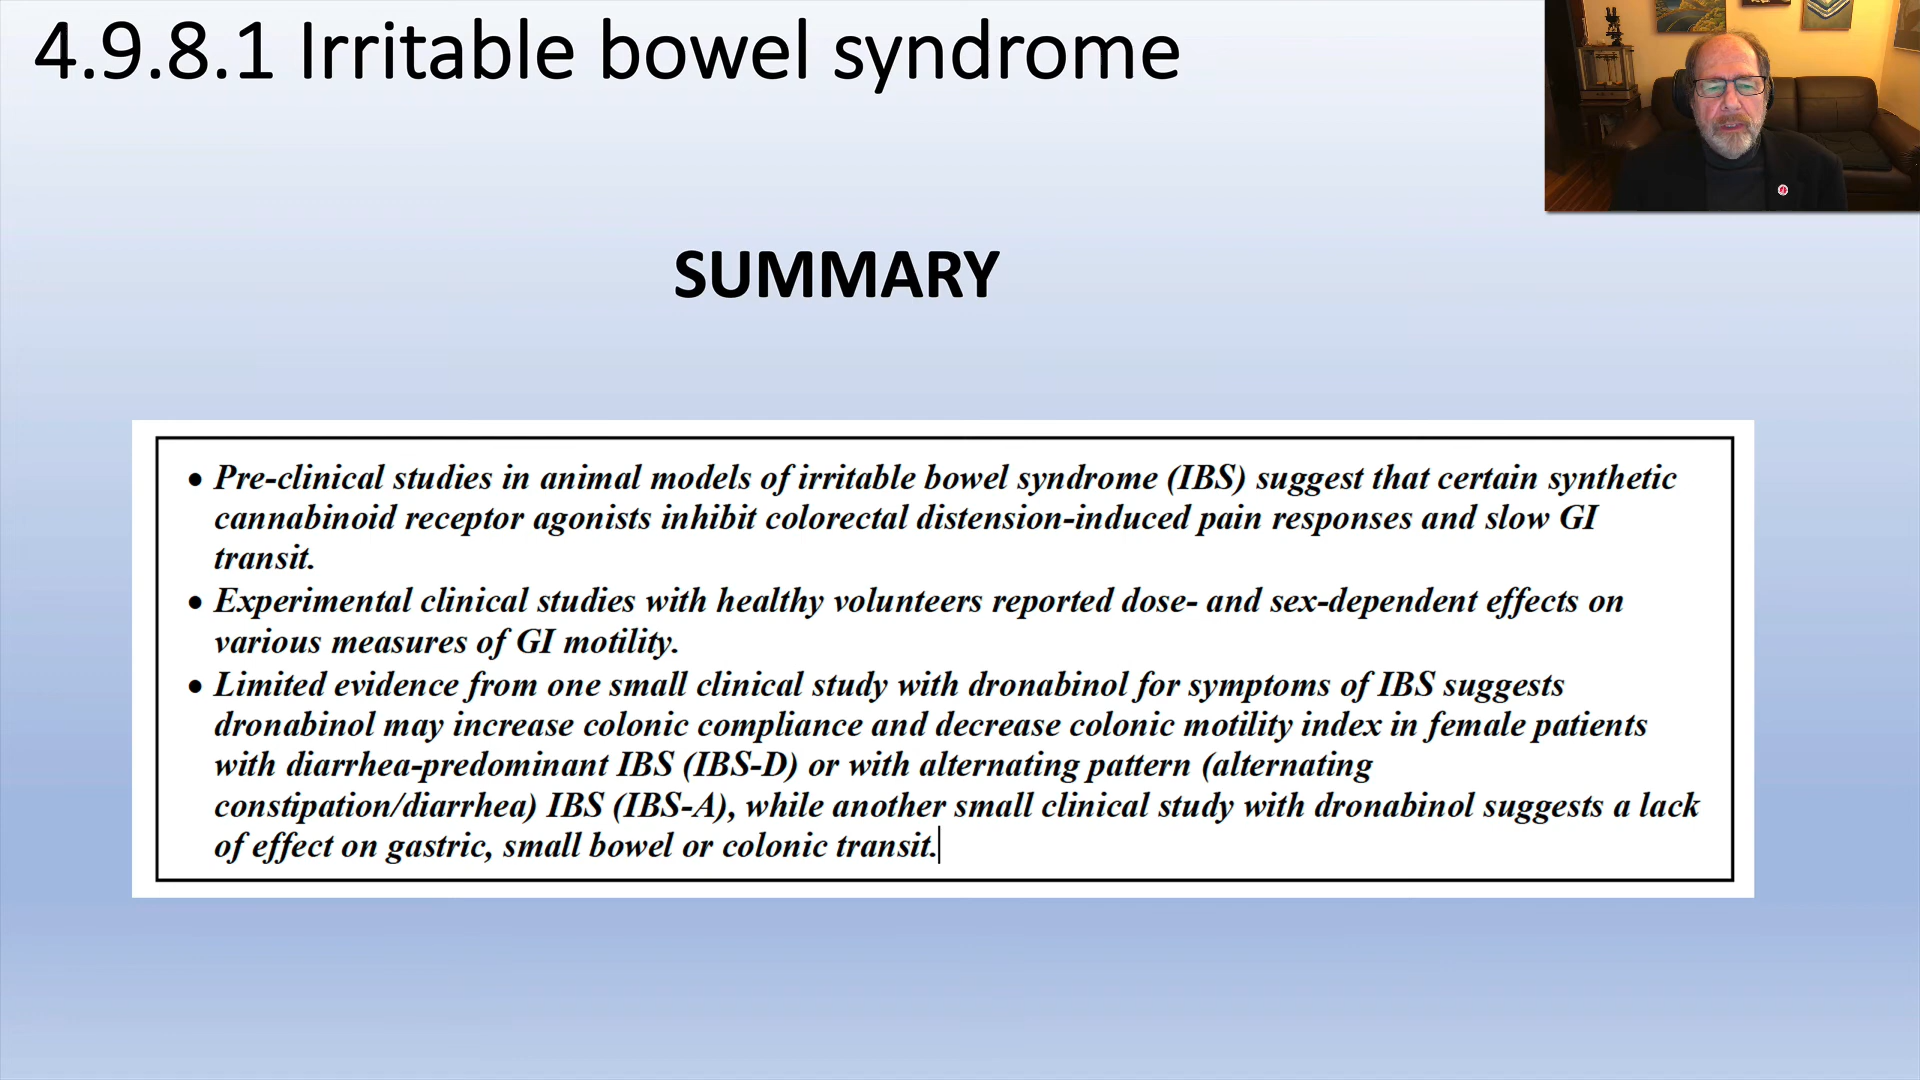 4.9.8.1 Irritable bowel syndrome
SUMMARY
• Pre-clinical studies in animal models of irritable bowel syndrome (IBS) suggest that certain synthetic
cannabinoid receptor agonists inhibit colorectal distension-induced pain responses and slow GI
transit.
• Experimental clinical studies with healthy volunteers reported dose- and sex-dependent effects on
various measures of GI motility.
• Limited evidence from one small clinical study with dronabinol for symptoms of IBS suggests
dronabinol may increase colonic compliance and decrease colonic motility index in female patients
with diarrhea-predominant IBS (IBS-D) or with alternating pattern (alternating
constipation/diarrhea) IBS (IBS-A), while another small clinical study with dronabinol suggests a lack
of effect on gastric, small bowel or colonic transit.